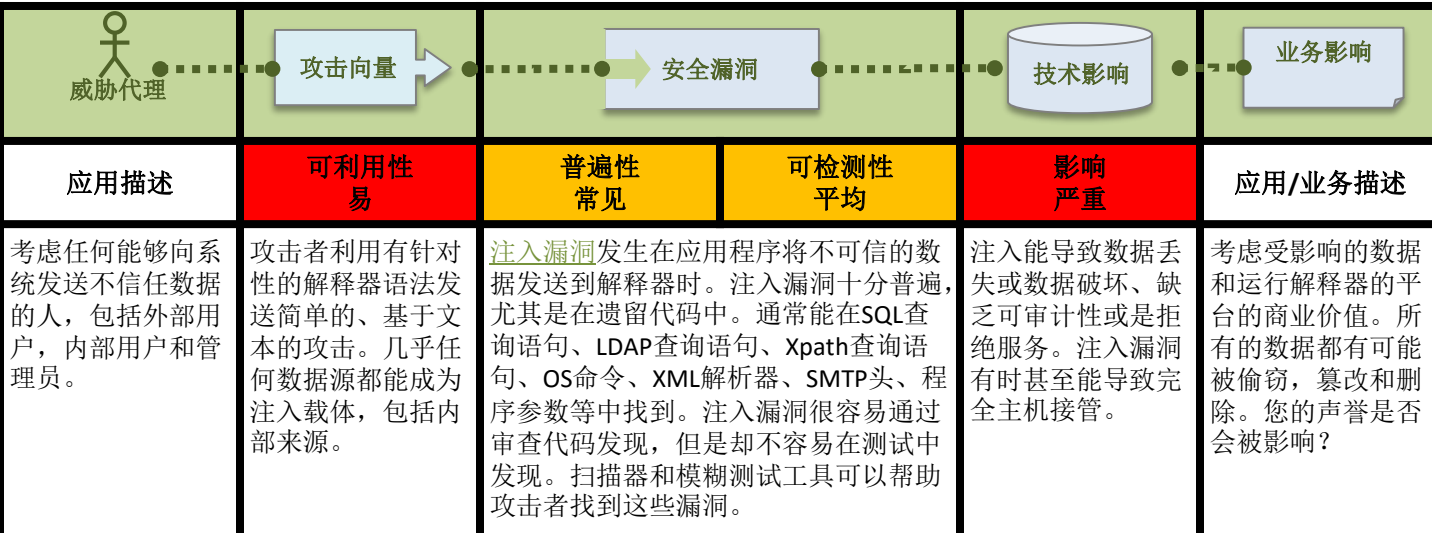 威胁代理
攻击向量
安全漏洞
技术影响
业务影响
应用描述
可利用性
易
普遍性
常见
可检测性
平均
影响
严重
应用/业务描述
考虑任何能够向系
统发送不信任数据
的人，包括外部用
户，内部用户和管
理员。
攻击者利用有针对
性的解释器语法发
送简单的、基于文
本的攻击。几乎任
何数据源都能成为
注入载体，包括内
部来源。
注入漏洞发生在应用程序将不可信的数
据发送到解释器时。注入漏洞十分普遍，
尤其是在遗留代码中。通常能在SQL查
询语句、LDAP查询语句、Xpath查询语
句、OS命令、XML解析器、SMTP头、程
序参数等中找到。注入漏洞很容易通过
审查代码发现，但是却不容易在测试中
发现。扫描器和模糊测试工具可以帮助
攻击者找到这些漏洞。
注入能导致数据丢
失或数据破坏、缺
乏可审计性或是拒
绝服务。注入漏洞
有时甚至能导致完
全主机接管。
考虑受影响的数据
和运行解释器的平
台的商业价值。所
有的数据都有可能
被偷窃，篡改和删
除。您的声誉是否
会被影响？